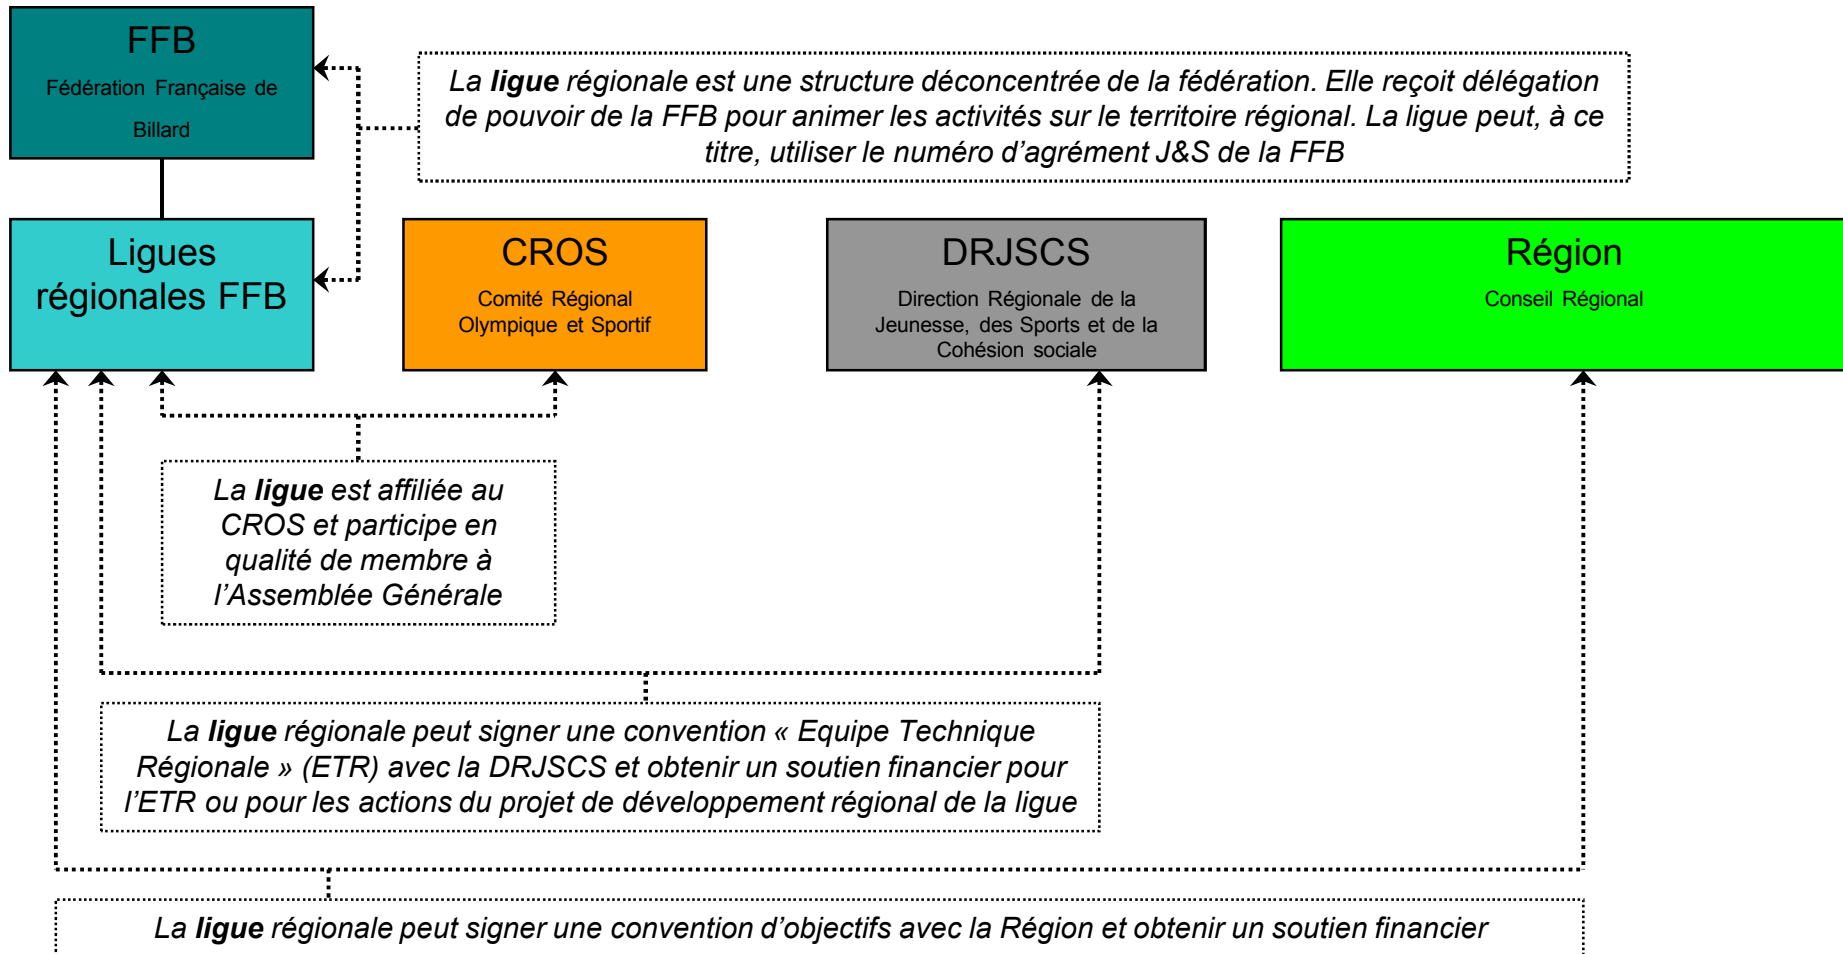 FFB
Fédération Française de
Billard
La ligue régionale est une structure déconcentrée de la fédération. Elle reçoit délégation
de pouvoir de la FFB pour animer les activités sur le territoire régional. La ligue peut, à ce
titre, utiliser le numéro d'agrément J&S de la FFB
Ligues
régionales FFB
CROS
Comité Régional
Olympique et Sportif
DRJSCS
Direction Régionale de la
Jeunesse, des Sports et de la
Cohésion sociale
Région
Conseil Régional
La ligue est affiliée au
CROS et participe en
qualité de membre à
l'Assemblée Générale
La ligue régionale peut signer une convention « Equipe Technique
Régionale » (ETR) avec la DRJSCS et obtenir un soutien financier pour
l'ETR ou pour les actions du projet de développement régional de la ligue
La ligue régionale peut signer une convention d'objectifs avec la Région et obtenir un soutien financier